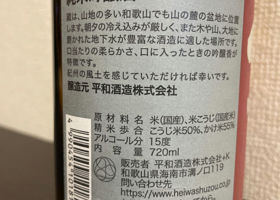 蔵は、山地の多い和歌山でも山の麓の盆地に位置
します。朝夕の冷え込みが厳しく、また木や山、大地に
磨かれた地下水が豊富な酒造に適した場所です。
口当たりの柔らかさ、口に入ったときの吟醸香が
特徴です。
紀州の風土を感じていただければ幸いです。
醸造元 平和酒造株式会社
原材料名 米(国産)、米こうじ(国産米)
精米歩合 こうじ米50%、かけ米55%
アルコール分 15度
内容量 720ml
販売者 平和酒造株式会社+K
和歌山県海南市溝ノ口119
問い合わせ先
https://www.heiwashuzou.co.jp